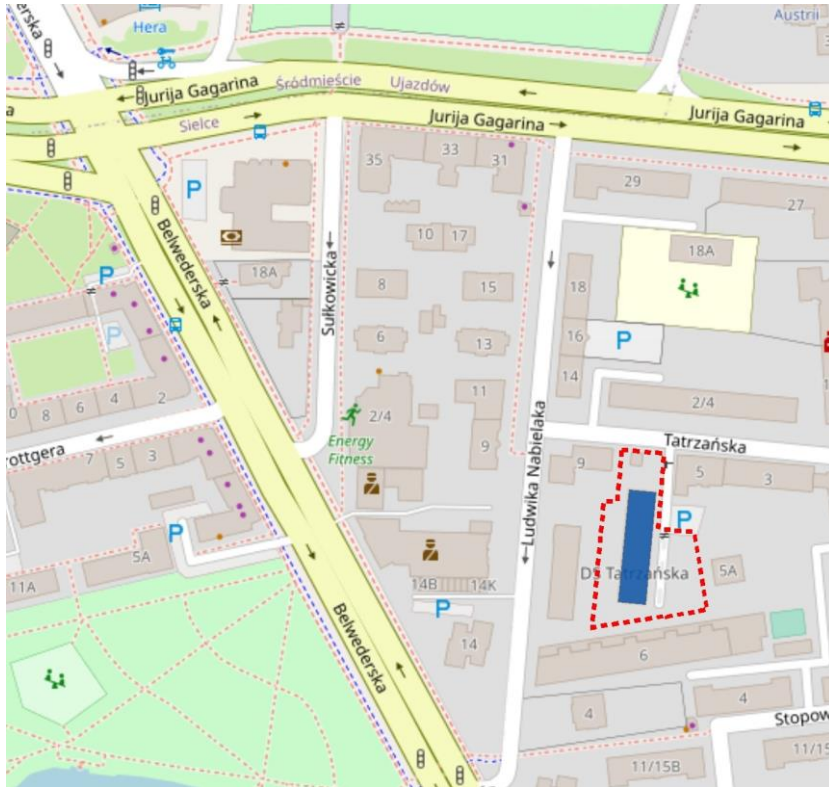 erska
Hera
Austrii
Jurija Gagarina
Śródmieście
Ujazdów
a
Sielce
Jurija Gagarina
Jurija Gagarina
P
35
33
31
29
27
10
17
18A
18A
Belwederska
Sułkowicka
8
15
18
P
6
13
16
P
P
14
2/4
11
2/4
0
8
6
4
2
Energy
Fitness
9
Ludwika Nabielaka
Tatrzańska
rottgera
7
5
3
9
5
3
P
P
5A
11A
14B
14K
DS Tatrzańska
5A
P
14
Belwederska
6
4
4
Stopow
11/15B
11/15